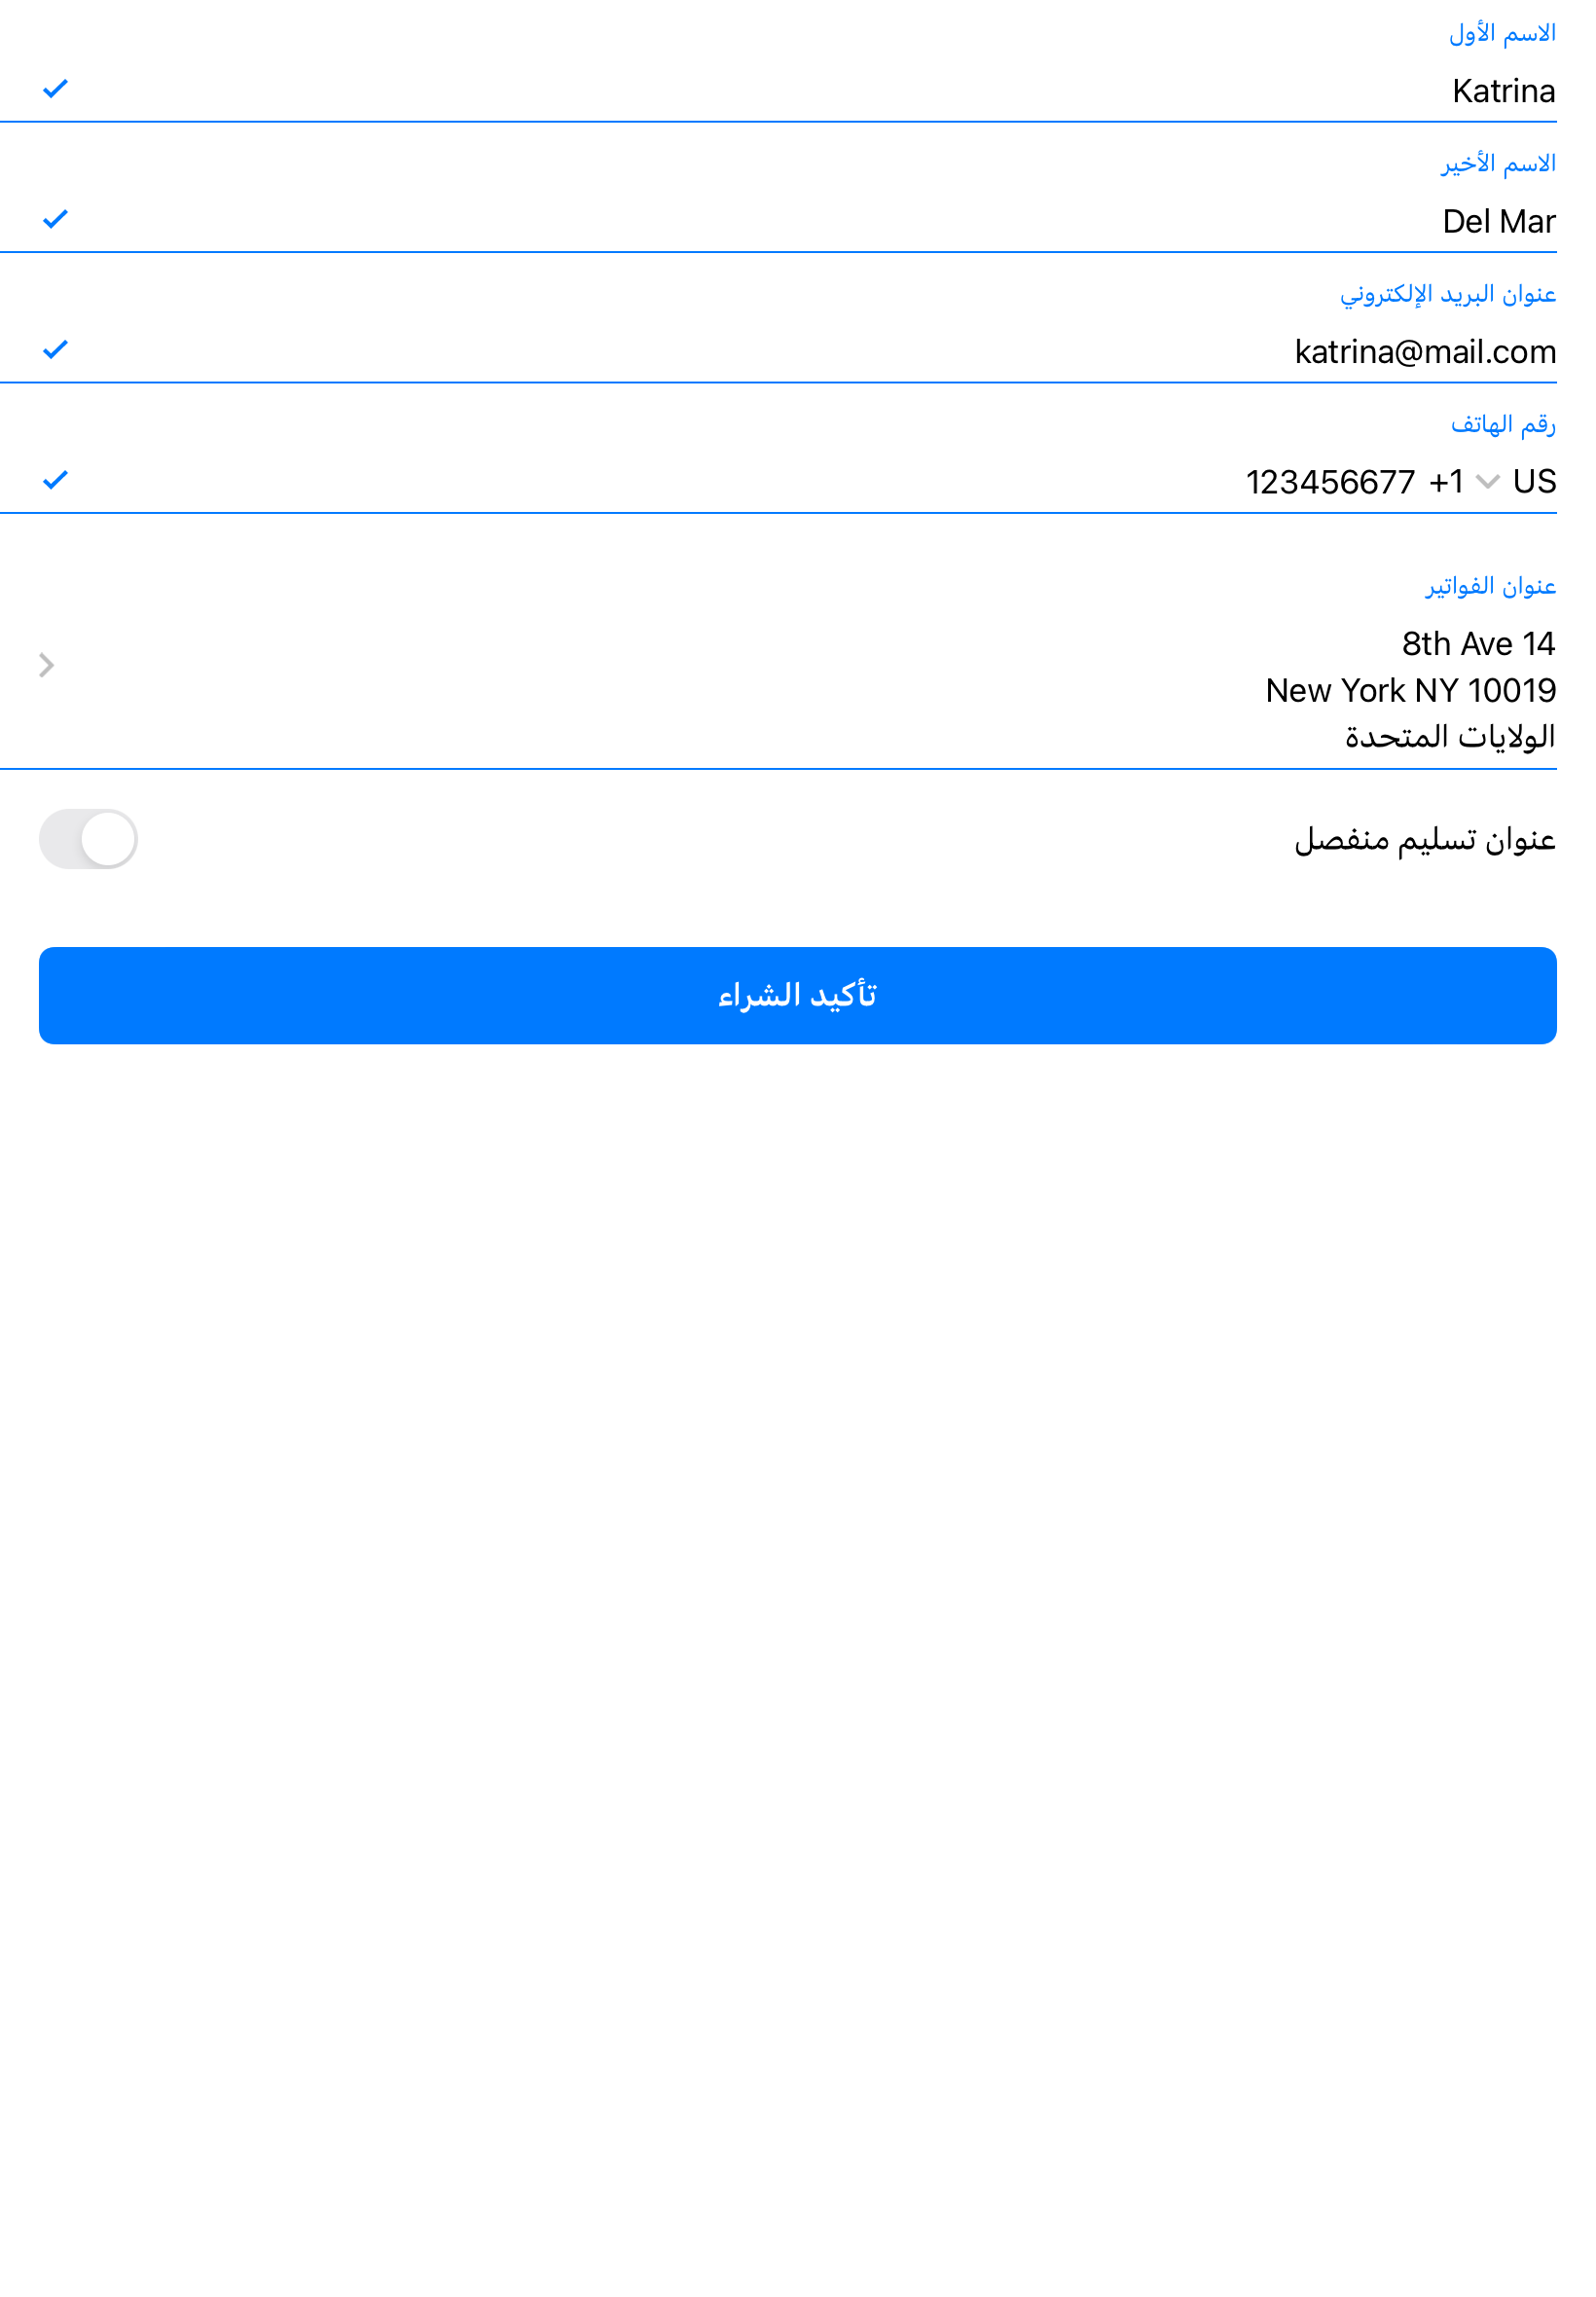 الاسم الأول
Katrina
الاسم الأخير
Del Mar
عنوان البريد الإلكتروني
katrina@mail.com
رقم الهاتف
US +1 123456677
عنوان الفواتير
8th Ave 14
New York NY 10019
الولايات المتحدة
عنوان تسليم منفصل
تأكيد الشراء